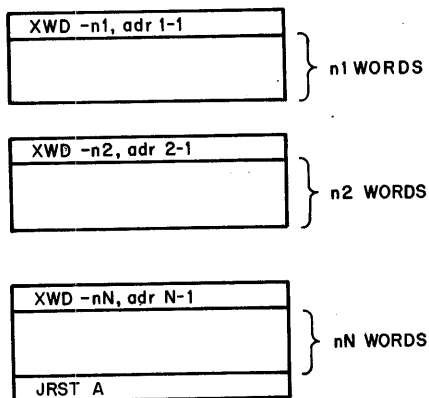 XWD -n1, adr 1-1
n1 WORDS
XWD -n2, adr 2-1
n2 WORDS
XWD -nN, adr N-1
nN WORDS
JRST A